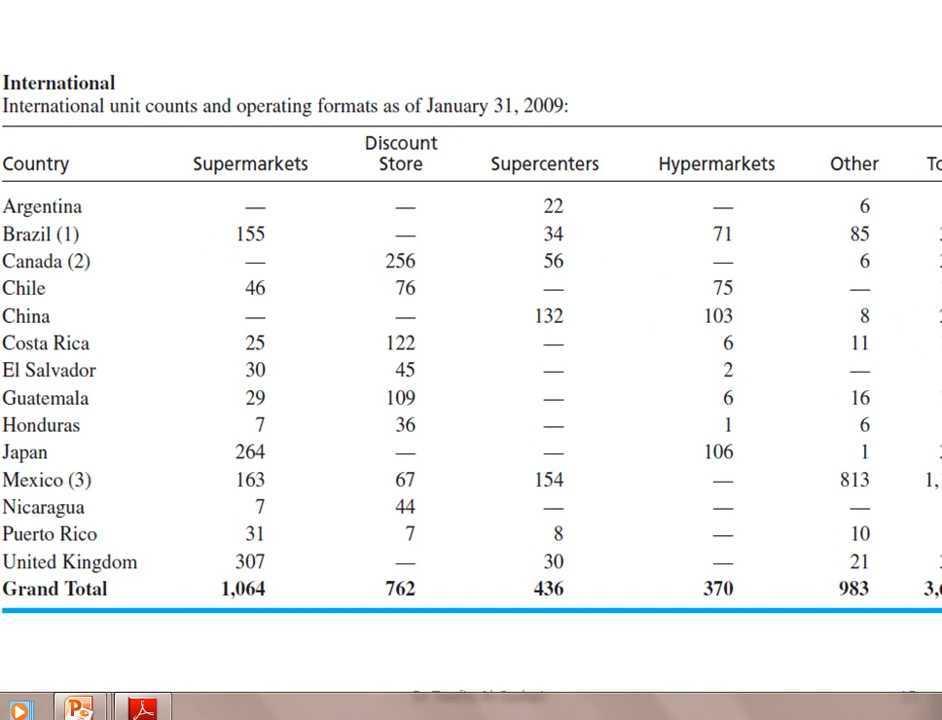 International
International unit counts and operating formats as of January 31, 2009:
Discount
Country Supermarkets Store Supercenters Hypermarkets Other
Argentina — — 22 — 6
Brazil (1) 155 — 34 71 85
Canada (2) — 256 56 — 6
Chile 46 76 — 75 —
China — — 132 103 8
Costa Rica 25 122 — 6 11
El Salvador 30 45 — 2 —
Guatemala 29 109 — 6 16
Honduras 7 36 — 1 6
Japan 264 — — 106 1
Mexico (3) 163 67 154 — 813
Nicaragua 7 44 — — —
Puerto Rico 31 7 8 — 10
United Kingdom 307 — 30 — 21
Grand Total 1,064 762 436 370 983